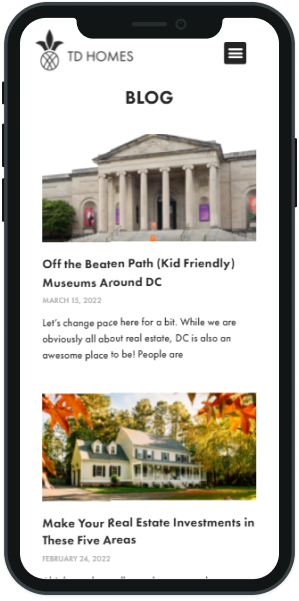 TD HOMES
BLOG
Off the Beaten Path (Kid Friendly)
Museums Around DC
MARCH 15, 2022
Let's change pace here for a bit. While we are
obviously all about real estate, DC is also an
awesome place to be! People are
Make Your Real Estate Investments in
These Five Areas
FEBRUARY 24, 2022